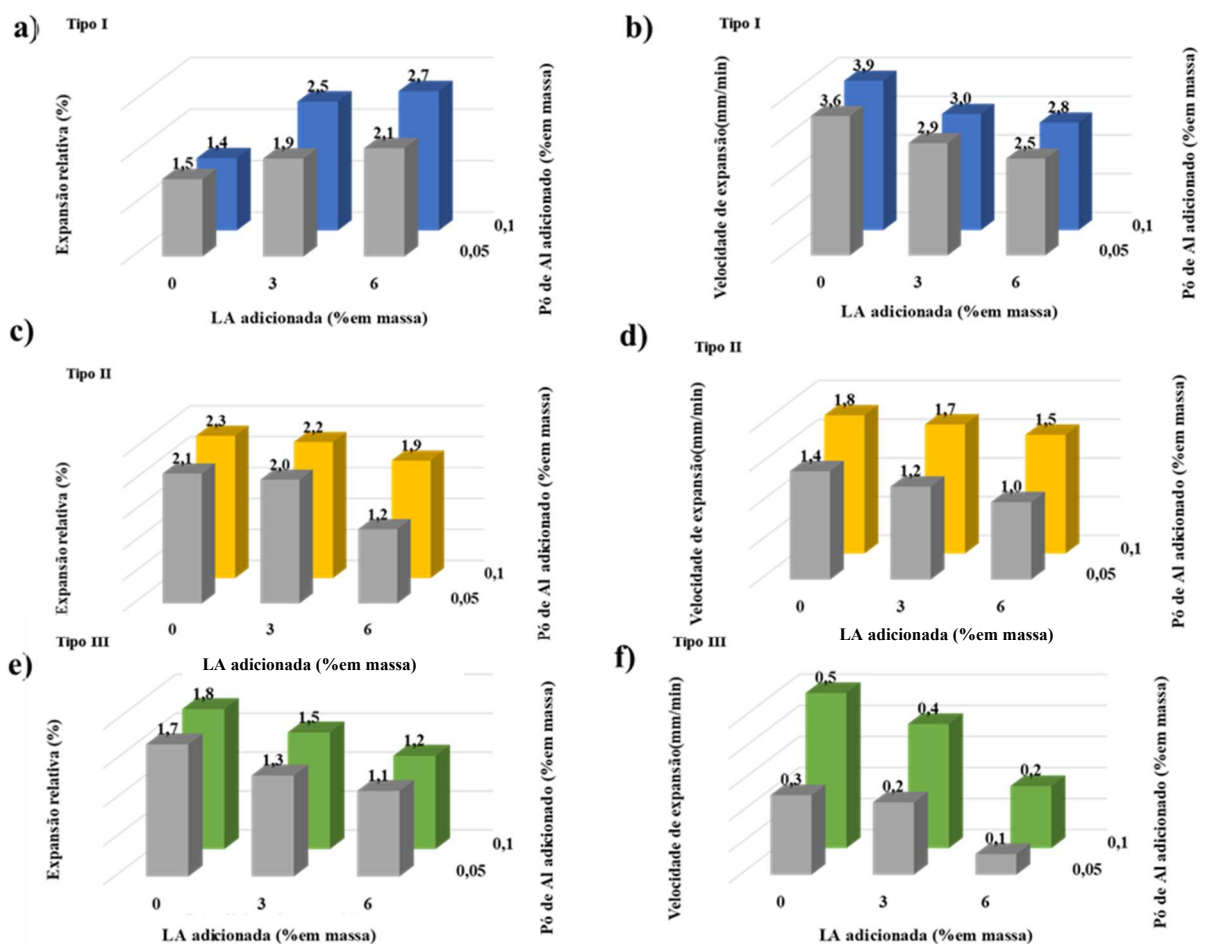 a)
Tipo I
Expansão relativa (%)
1,5
1,4
1,9
2,5
2,1
2,7
0,1
0,05
0
3
6
LA adicionada (%em massa)
Pó de Al adicionado (%em massa)
b)
Tipo I
Velocidade de expansão(mm/min)
3,6
3,9
2,9
3,0
2,5
2,8
0,1
0,05
0
3
6
LA adicionada (%em massa)
Pó de Al adicionado (%em massa)
c)
Tipo II
Expansão relativa (%)
2,1
2,3
2,0
2,2
1,2
1,9
0,1
0,05
0
3
6
LA adicionada (%em massa)
Pó de Al adicionado (%em massa)
d)
Tipo II
Velocidade de expansão(mm/min)
1,4
1,8
1,2
1,7
1,0
1,5
0,1
0,05
0
3
6
LA adicionada (%em massa)
Pó de Al adicionado (%em massa)
e)
Tipo III
Expansão relativa (%)
1,7
1,8
1,3
1,5
1,1
1,2
0,1
0,05
0
3
6
LA adicionada (%em massa)
Pó de Al adicionado (%em massa)
f)
Tipo III
Velocidade de expansão(mm/min)
0,3
0,5
0,2
0,4
0,1
0,2
0,1
0,05
0
3
6
LA adicionada (%em massa)
Pó de Al adicionado (%em massa)